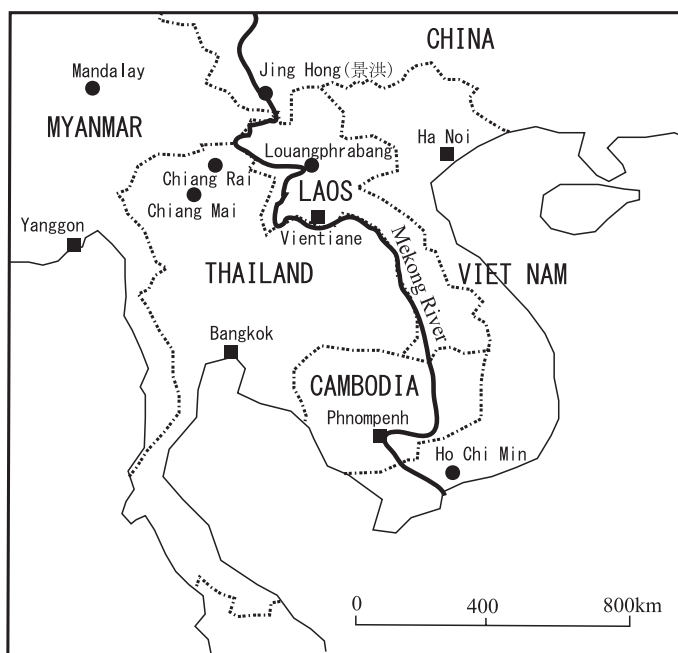 CHINA
Mandalay
Jing Hong(景洪)
MYANMAR
Ha Noi
Louangphrabang
Chiang Rai
LAOS
Chiang Mai
Yanggon
Vientiane
Mekong River
THAILAND
VIET NAM
Bangkok
CAMBODIA
Phnompenh
Ho Chi Min
0 400 800km